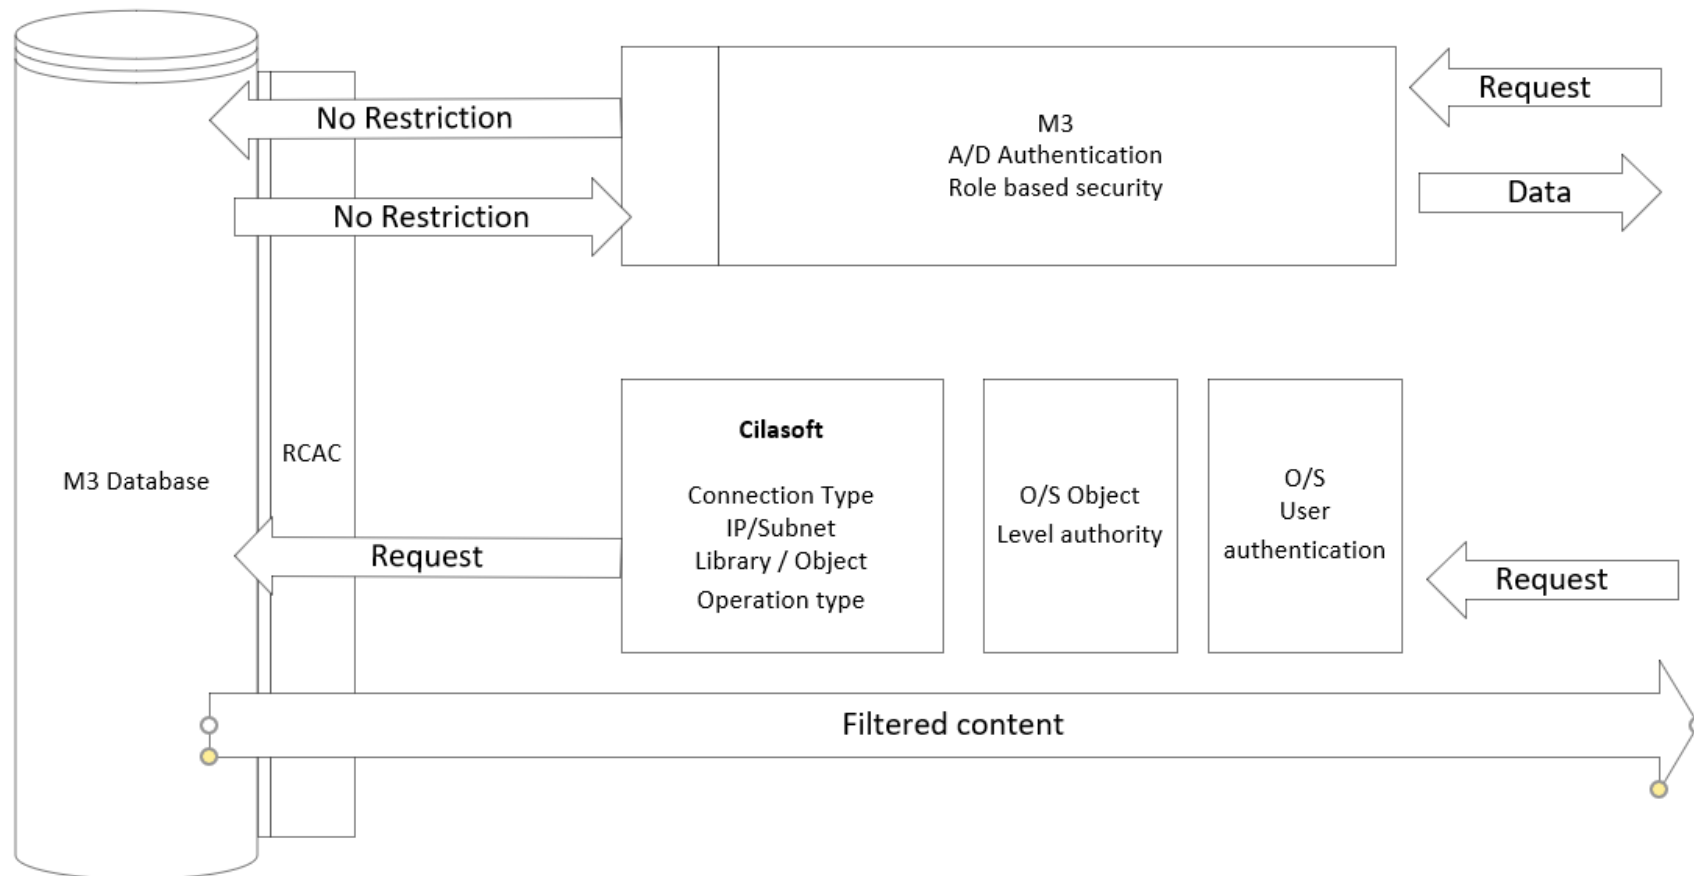 No Restriction
No Restriction
M3
A/D Authentication
Role based security
Request
Data
M3 Database
RCAC
Request
Cilasoft
Connection Type
IP/Subnet
Library / Object
Operation type
O/S Object
Level authority
O/S
User
authentication
Request
Filtered content